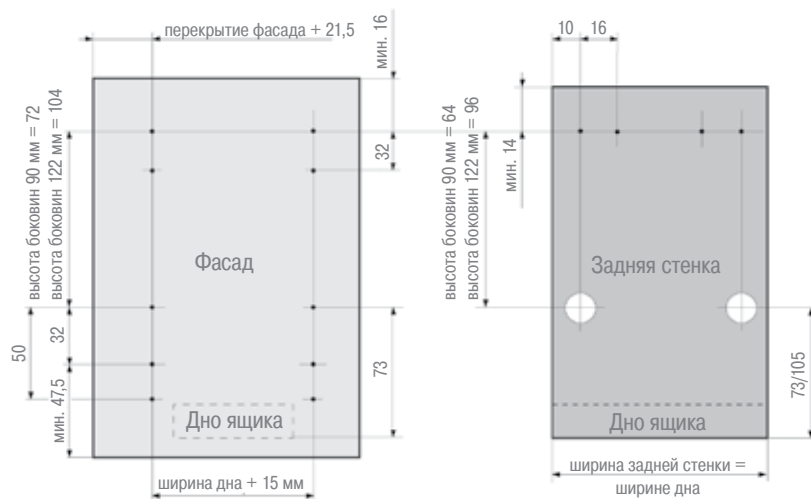 перекрытие фасада + 21,5
мин. 16
высота боковин 90 мм = 72
высота боковин 122 мм = 104
32
Фасад
50
32
мин. 47,5
73
Дно ящика
ширина дна + 15 мм
10
16
высота боковин 90 мм = 64
высота боковин 122 мм = 96
мин. 14
Задняя стенка
73/105
Дно ящика
ширина задней стенки =
ширине дна